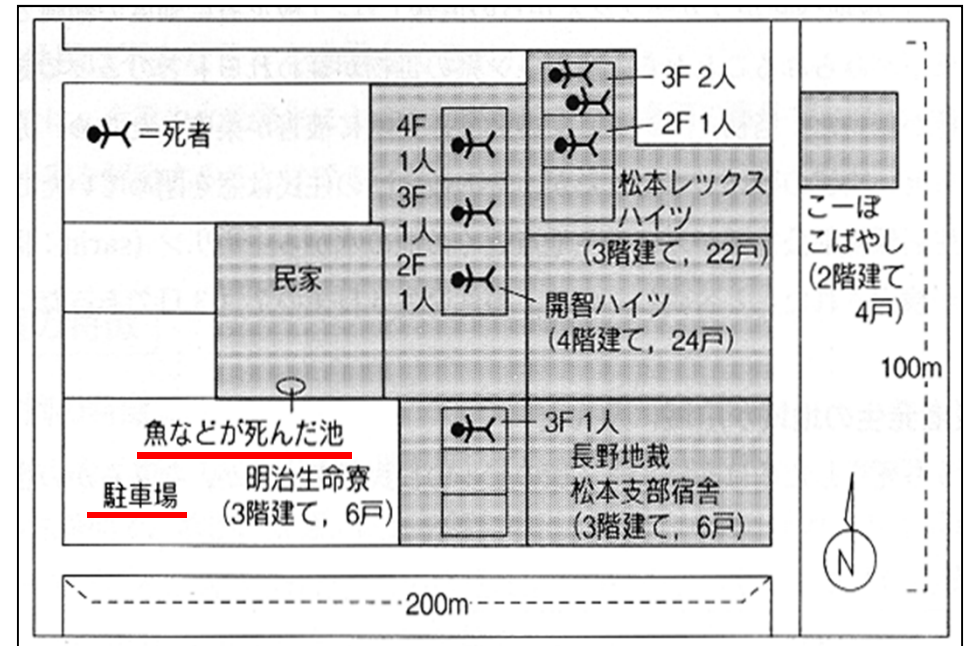 =死者
4F
1人
3F
1人
2F
1人
3F 2人
2F 1人
松本レックス
ハイツ
(3階建て, 22戸)
こーぽ
こばやし
(2階建て
4戸)
民家
開智ハイツ
(4階建て, 24戸)
100m
魚などが死んだ池
駐車場
明治生命寮
(3階建て, 6戸)
3F 1人
長野地裁
松本支部宿舎
(3階建て, 6戸)
N
200m